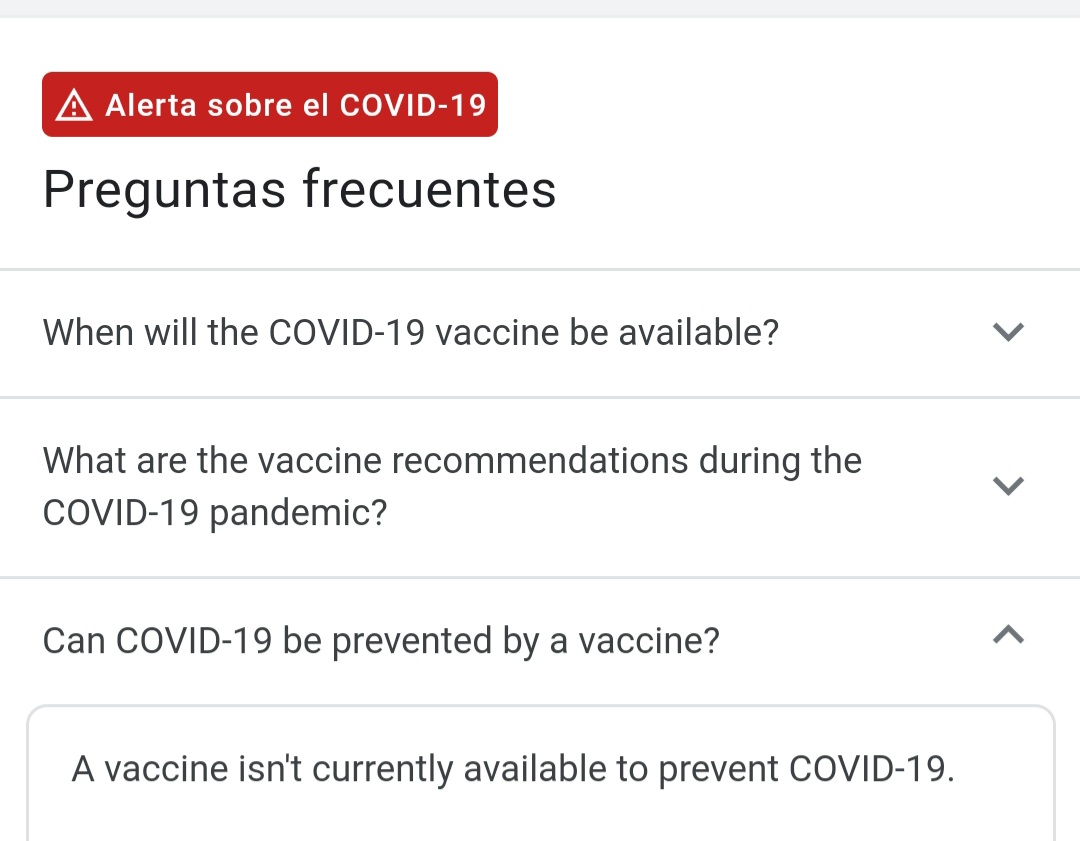 Alerta sobre el COVID-19
Preguntas frecuentes
When will the COVID-19 vaccine be available?
What are the vaccine recommendations during the
COVID-19 pandemic?
Can COVID-19 be prevented by a vaccine?
A vaccine isn't currently available to prevent COVID-19.